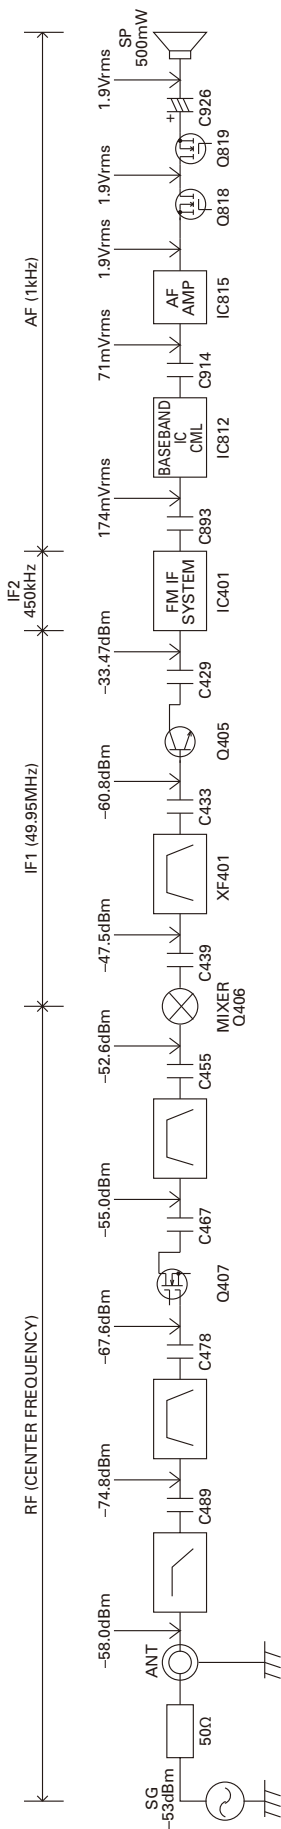 RF (CENTER FREQUENCY)
IF1 (49.95MHz)
IF2
450kHz
AF (1kHz)
SG
–53dBm
–58.0dBm
–74.8dBm
–67.6dBm
–55.0dBm
–52.6dBm
–47.5dBm
–60.8dBm
–33.47dBm
174mVrms
71mVrms
1.9Vrms
1.9Vrms
1.9Vrms
SP
500mW
ANT
FM IF
SYSTEM
BASEBAND
IC
CML
AF
AMP
+
50Ω
C489
C478
Q407
C467
C455
MIXER
Q406
C439
XF401
C433
Q405
C429
IC401
C893
IC812
C914
IC815
Q818
Q819
C926